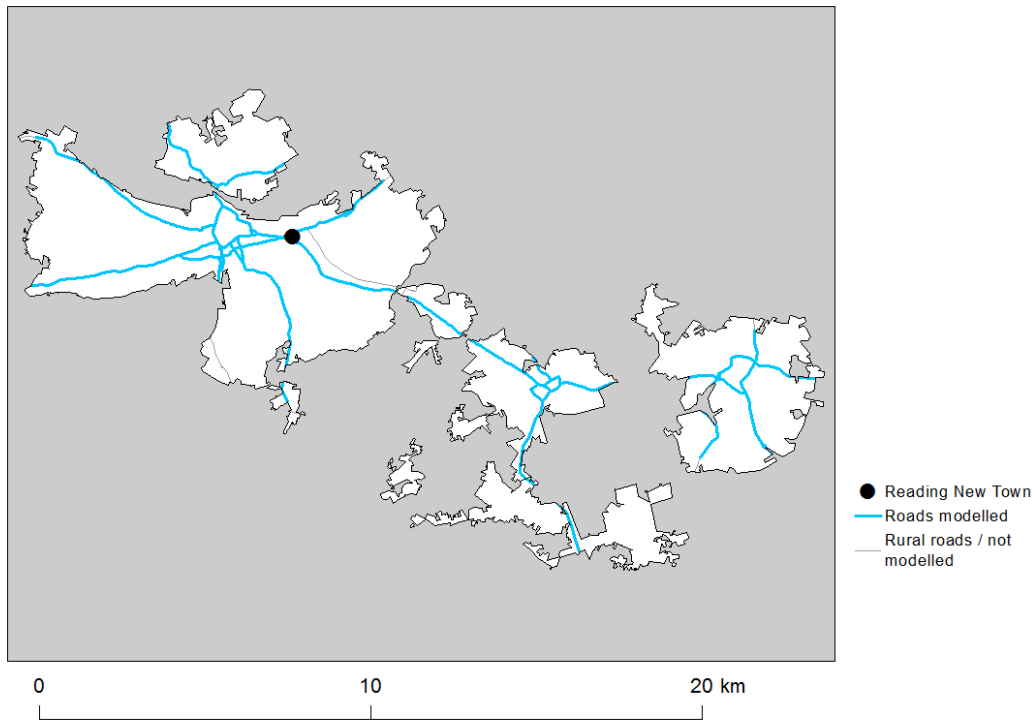 Reading New Town
Roads modelled
Rural roads / not
modelled
0 10 20 km